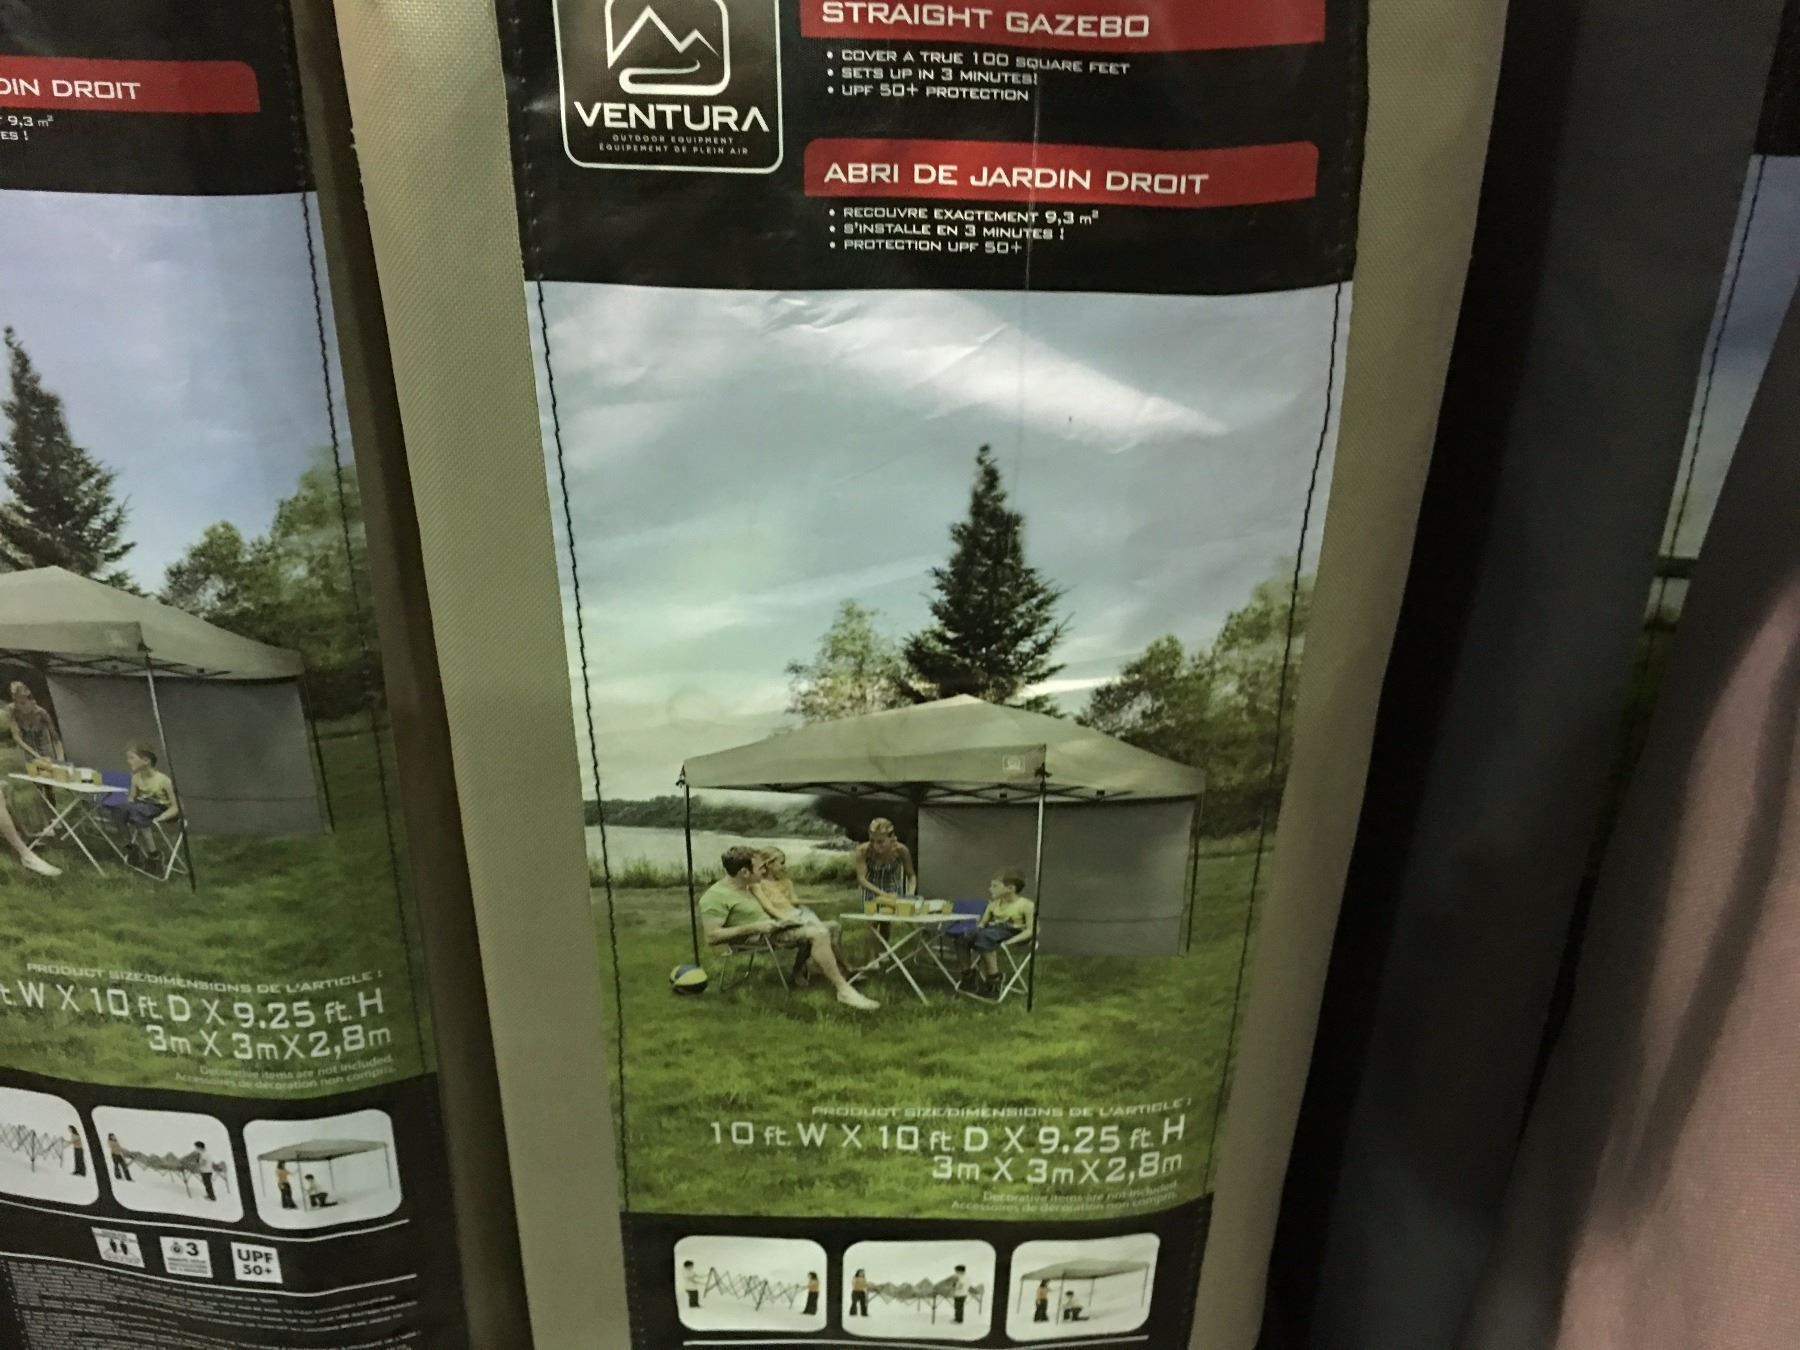 DIN DROIT
9,3 m²
ES !
PRODUCT SIZE/DIMENSIONS DE L'ARTICLE :
t. W X 10 ft. D X 9.25 ft. H
3m X 3m X 2,8m
Decorative items are not included.
Accessoires de décoration non compris.
3
UPF
50+
VENTURA
OUTDOOR EQUIPMENT
ÉQUIPEMENT DE PLEIN AIR
STRAIGHT GAZEBO
• COVER A TRUE 100 SQUARE FEET
• SETS UP IN 3 MINUTES!
• UPF 50+ PROTECTION
ABRI DE JARDIN DROIT
• RECOUVRE EXACTEMENT 9,3 m²
• S'INSTALLE EN 3 MINUTES !
• PROTECTION UPF 50+
PRODUCT SIZE/DIMENSIONS DE L'ARTICLE :
10 ft. W X 10 ft. D X 9.25 ft. H
3m X 3m X 2,8m
Decorative items are not included.
Accessoires de décoration non compris.